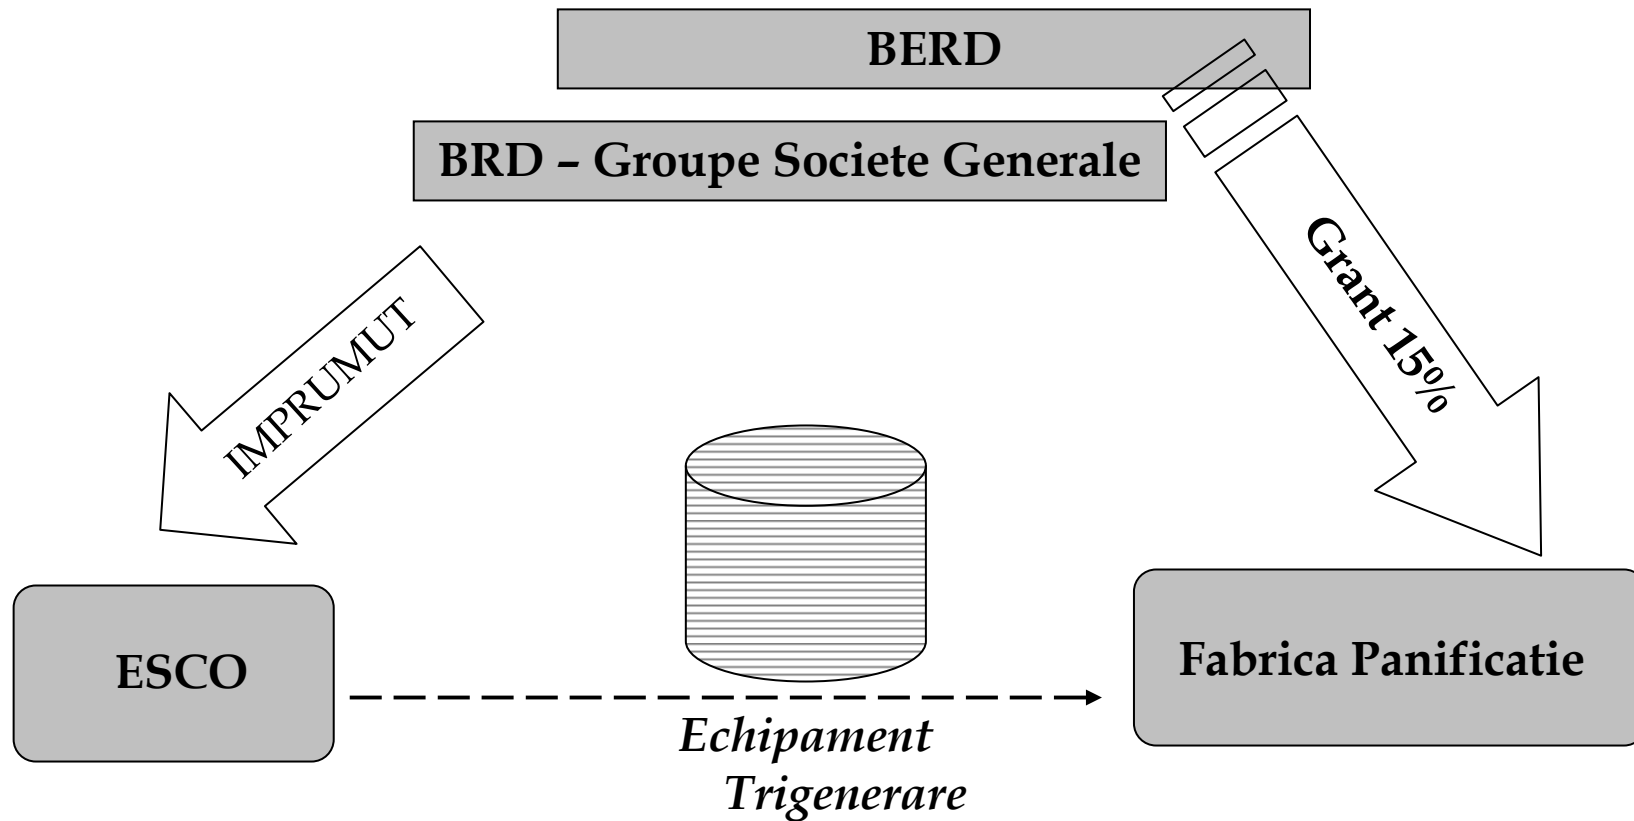 BERD
BRD – Groupe Societe Generale
IMPRUMUT
Grant 15%
ESCO
Fabrica Panificatie
Echipament
Trigenerare